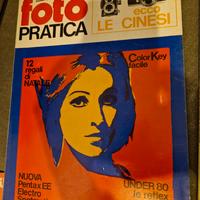 foto
ecco
PRATICA
LE CINESI
12
regali
di
NATALE
ColorKey
facile
NUOVA
Pentax EE
Electro
UNDER 80
le reflex